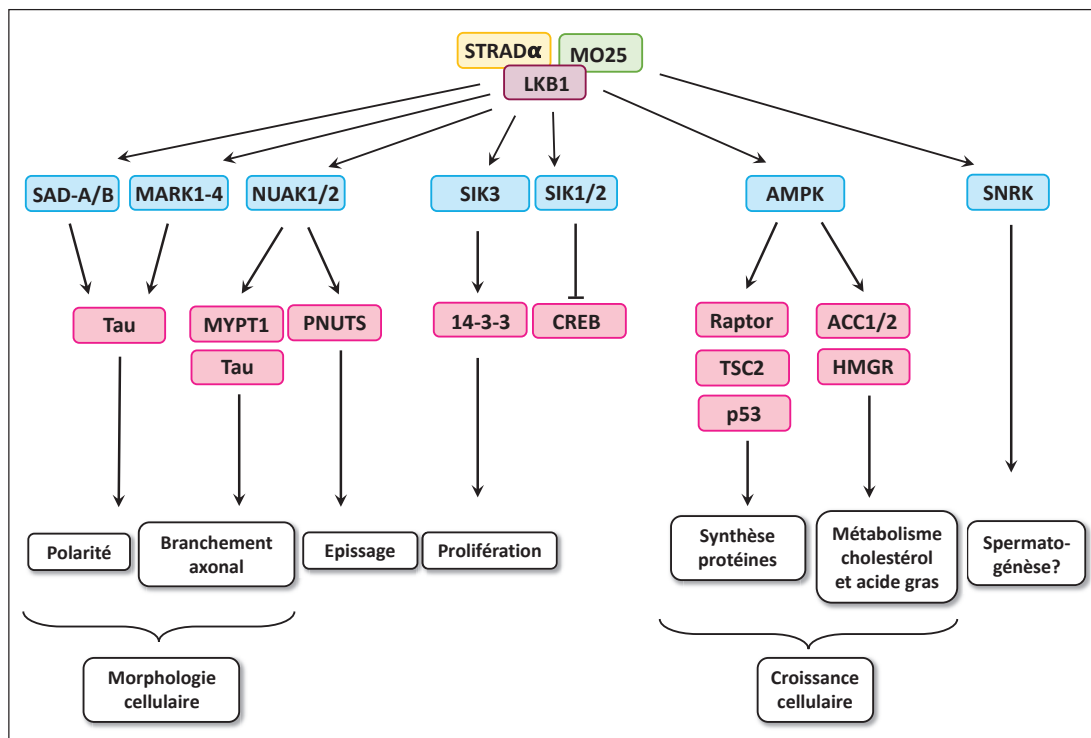 STRADα
MO25
LKB1
SAD-A/B
MARK1-4
NUAK1/2
SIK3
SIK1/2
AMPK
SNRK
Tau
MYPT1
PNUTS
14-3-3
CREB
Raptor
ACC1/2
Tau
TSC2
HMGR
p53
Polarité
Branchement
axonal
Epissage
Prolifération
Synthèse
protéines
Métabolisme
cholestérol
et acide gras
Spermato-
génèse?
Morphologie
cellulaire
Croissance
cellulaire